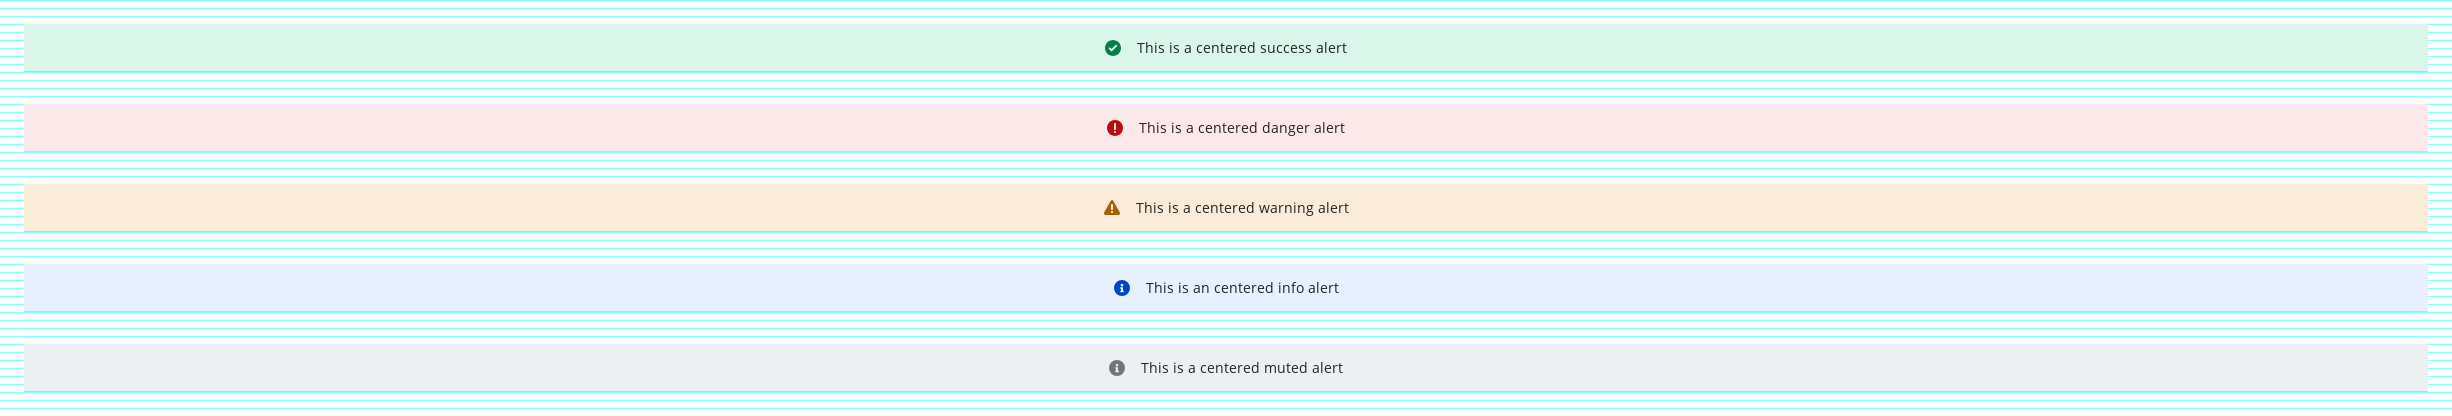 This is a centered success alert
This is a centered danger alert
This is a centered warning alert
This is an centered info alert
This is a centered muted alert